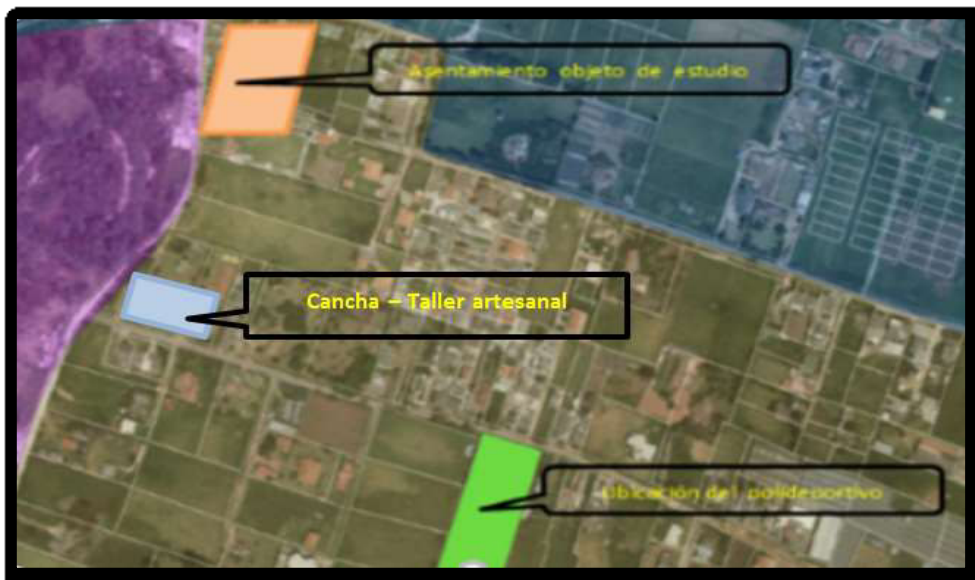 Asentamiento objeto de estudio
Cancha – Taller artesanal
Ubicación del polideportivo